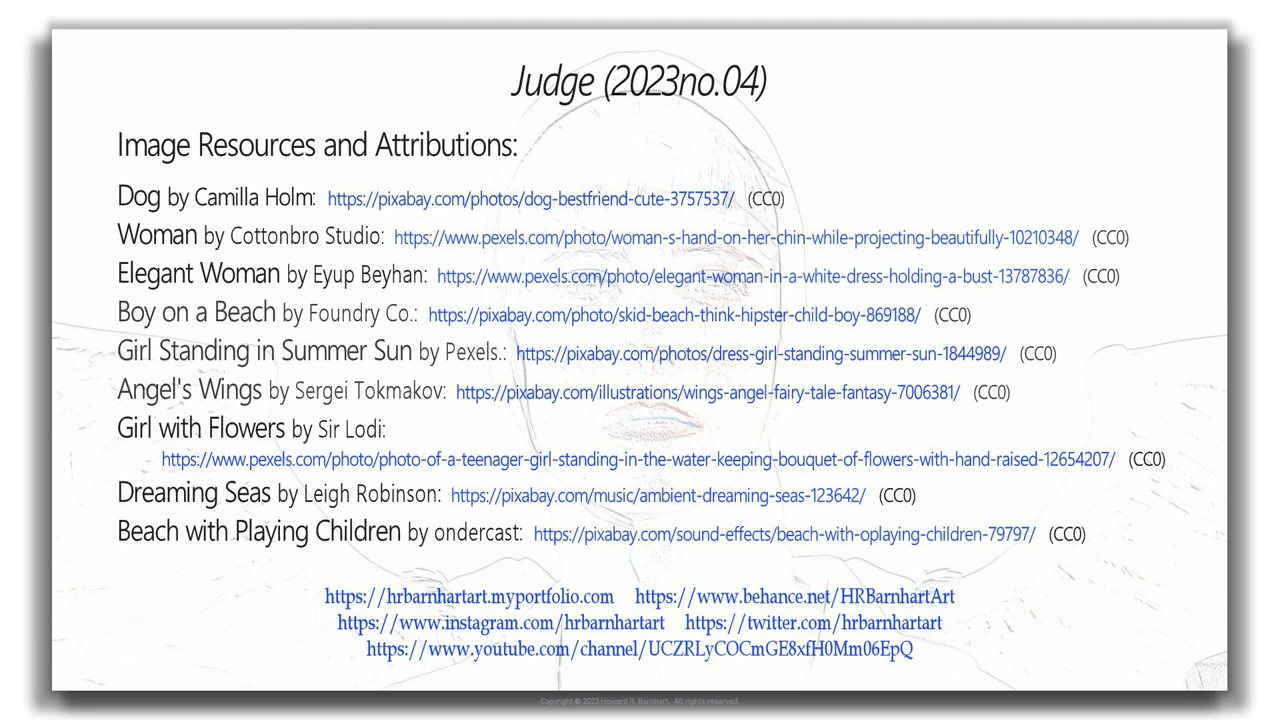 Judge (2023no.04)
Image Resources and Attributions:
Dog by Camilla Holm: https://pixabay.com/photos/dog-bestfriend-cute-3757537/ (CC0)
Woman by Cottonbro Studio: https://www.pexels.com/photo/woman-s-hand-on-her-chin-while-projecting-beautifully-10210348/ (CC0)
Elegant Woman by Eyup Beyhan: https://www.pexels.com/photo/elegant-woman-in-a-white-dress-holding-a-bust-13787836/ (CC0)
Boy on a Beach by Foundry Co.: https://pixabay.com/photo/skid-beach-think-hipster-child-boy-869188/ (CC0)
Girl Standing in Summer Sun by Pexels.: https://pixabay.com/photos/dress-girl-standing-summer-sun-1844989/ (CC0)
Angel's Wings by Sergei Tokmakov: https://pixabay.com/illustrations/wings-angel-fairy-tale-fantasy-7006381/ (CC0)
Girl with Flowers by Sir Lodi:
https://www.pexels.com/photo/photo-of-a-teenager-girl-standing-in-the-water-keeping-bouquet-of-flowers-with-hand-raised-12654207/ (CC0)
Dreaming Seas by Leigh Robinson: https://pixabay.com/music/ambient-dreaming-seas-123642/ (CC0)
Beach with Playing Children by ondercast: https://pixabay.com/sound-effects/beach-with-oplaying-children-79797/ (CC0)
https://hrbarnhartart.myportfolio.com https://www.behance.net/HRBarnhartArt
https://www.instagram.com/hrbarnhartart https://twitter.com/hrbarnhartart
https://www.youtube.com/channel/UCZRLyCOCmGE8xfH0Mm06EpQ
Copyright © 2023 Howard R. Barnhart. All rights reserved.